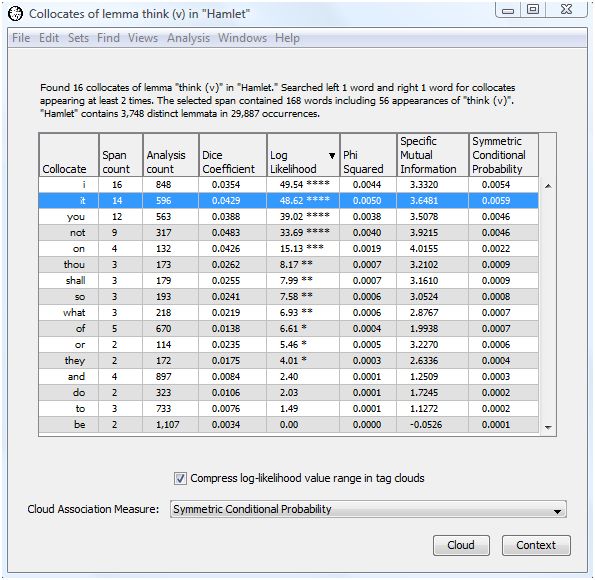 Collocates of lemma think (v) in "Hamlet"
File Edit Sets Find Views Analysis Windows Help
Found 16 collocates of lemma "think (v)" in "Hamlet." Searched left 1 word and right 1 word for collocates
appearing at least 2 times. The selected span contained 168 words including 56 appearances of "think (v)".
"Hamlet" contains 3,748 distinct lemmata in 29,887 occurrences.
Collocate Span count Analysis count Dice Coefficient Log Likelihood ▼ Phi Squared Specific Mutual Information Symmetric Conditional Probability
i 16 848 0.0354 49.54 **** 0.0044 3.3320 0.0054
it 14 596 0.0429 48.62 **** 0.0050 3.6481 0.0059
you 12 563 0.0388 39.02 **** 0.0038 3.5078 0.0046
not 9 317 0.0483 33.69 **** 0.0040 3.9215 0.0046
on 4 132 0.0426 15.13 *** 0.0019 4.0155 0.0022
thou 3 173 0.0262 8.17 ** 0.0007 3.2102 0.0009
shall 3 179 0.0255 7.99 ** 0.0007 3.1610 0.0009
so 3 193 0.0241 7.58 ** 0.0006 3.0524 0.0008
what 3 218 0.0219 6.93 ** 0.0006 2.8767 0.0007
of 5 670 0.0138 6.61 * 0.0004 1.9938 0.0007
or 2 114 0.0235 5.46 * 0.0005 3.2270 0.0006
they 2 172 0.0175 4.01 * 0.0003 2.6336 0.0004
and 4 897 0.0084 2.40 0.0001 1.2509 0.0003
do 2 323 0.0106 2.03 0.0001 1.7245 0.0002
to 3 733 0.0076 1.49 0.0001 1.1272 0.0002
be 2 1,107 0.0034 0.00 0.0000 -0.0526 0.0001
Compress log-likelihood value range in tag clouds
Cloud Association Measure: Symmetric Conditional Probability
Cloud Context